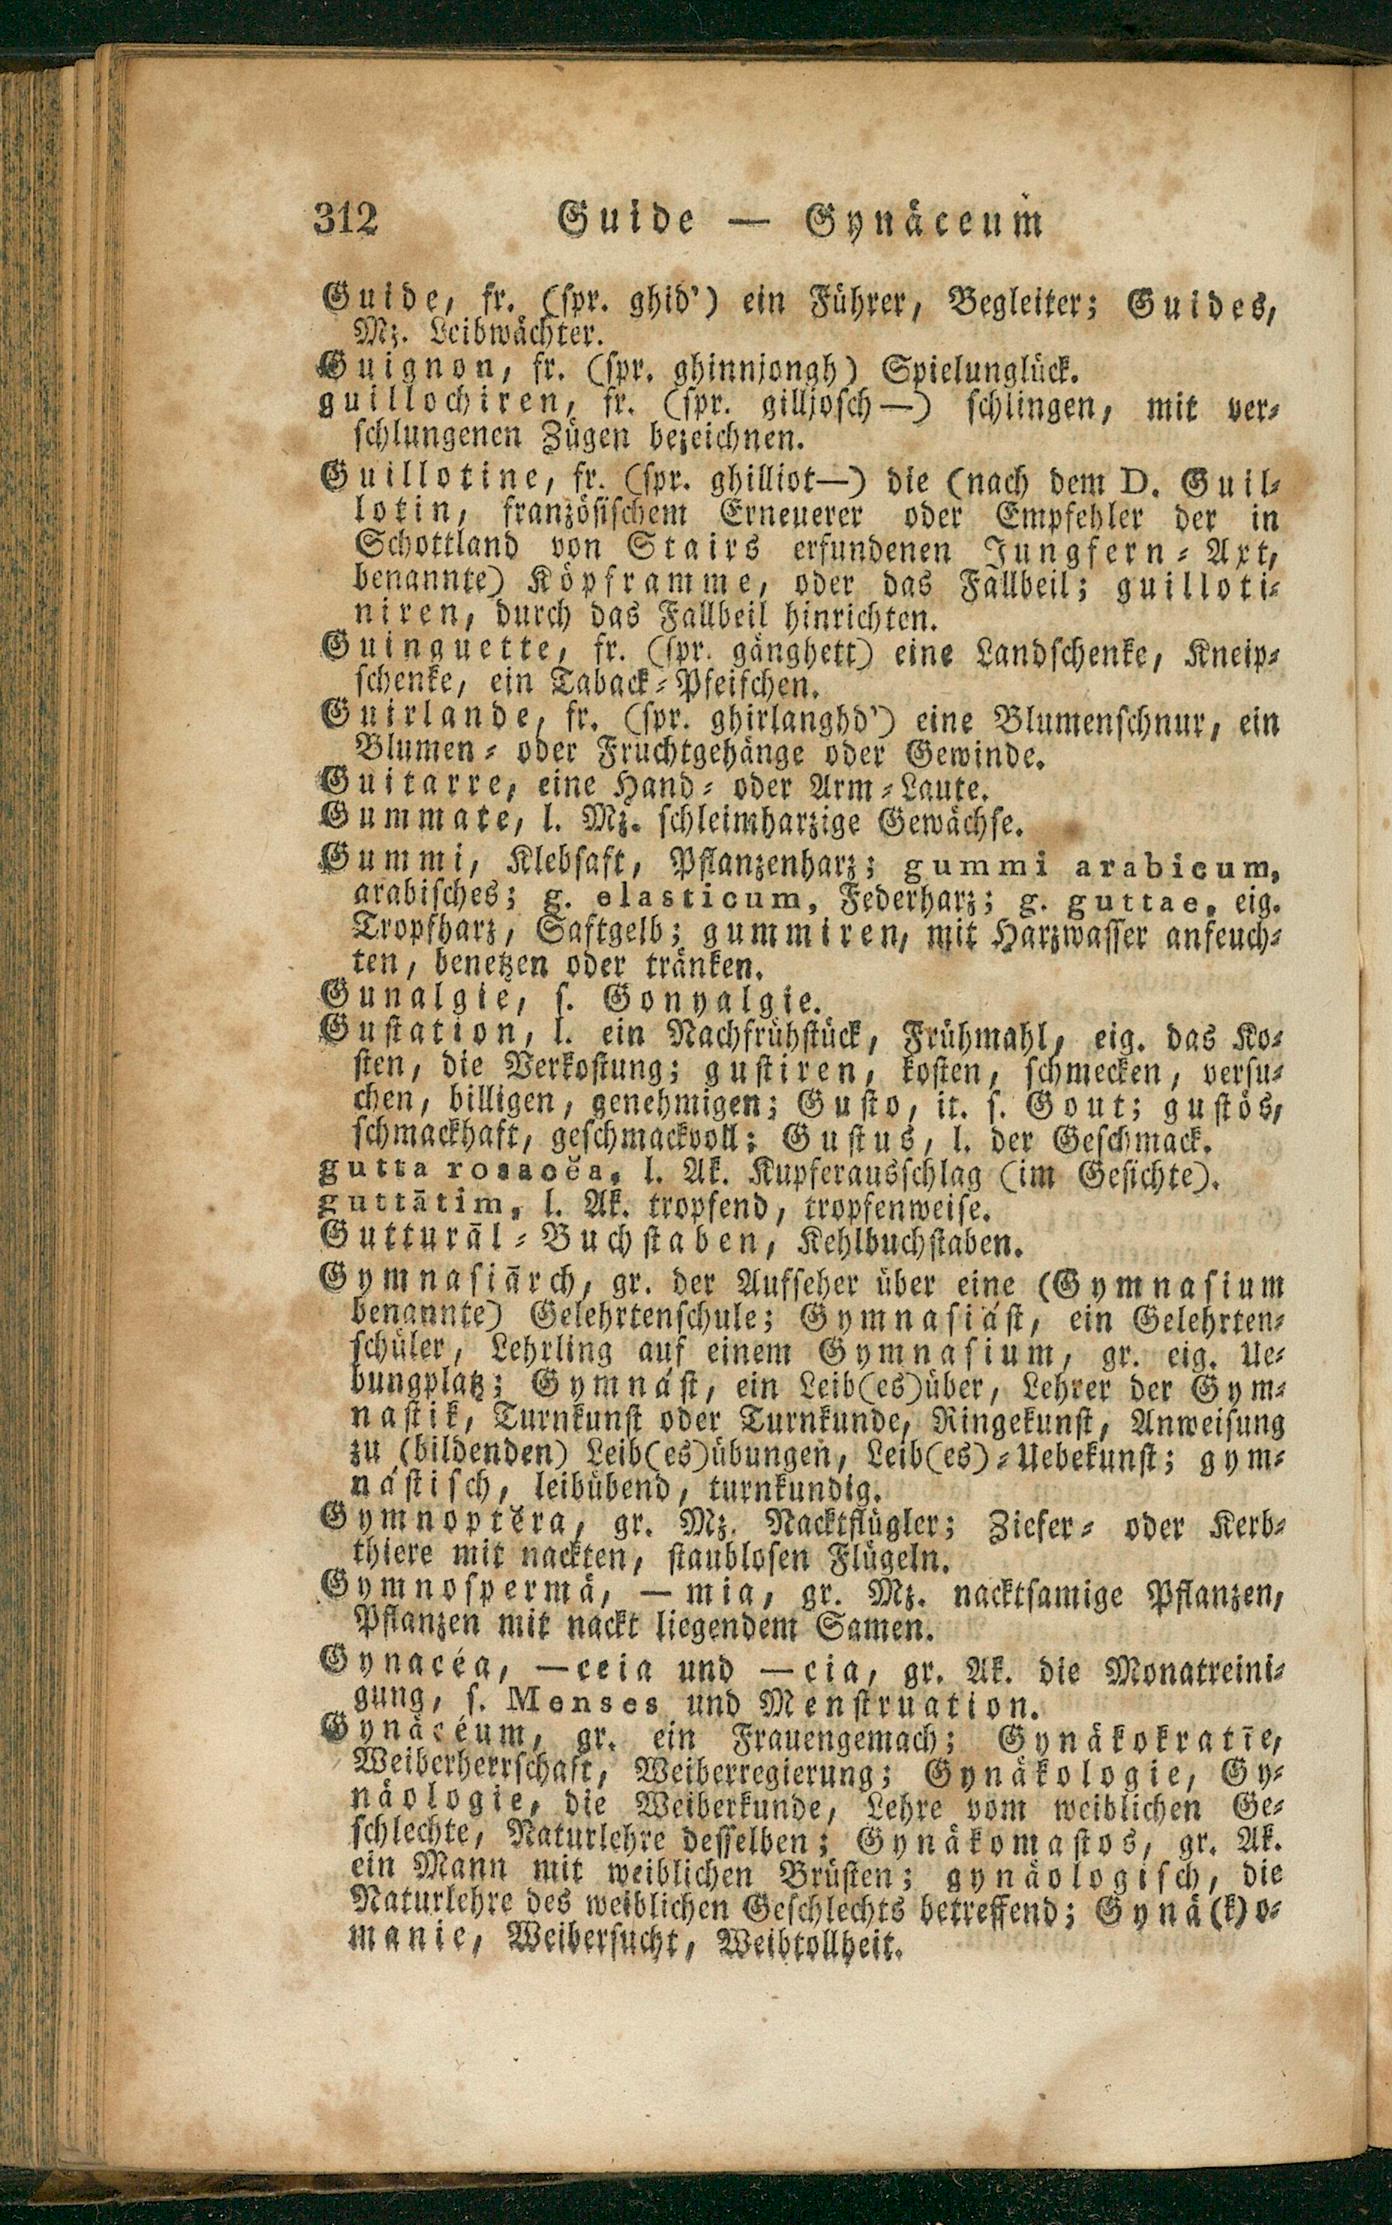 312 Guide — Gynäceum
Guide, fr. (spr. ghid') ein Führer, Begleiter; Guides,
Mz. Leibwächter.
Guignon, fr. (spr. ghinnjongh) Spielunglück.
guillochiren, fr. (spr. gilljosch—) schlingen, mit ver-
schlungenen Zügen bezeichnen.
Guillotine, fr. (spr. ghilliot—) die (nach dem D. Guil-
lotin, französischem Erneuerer oder Empfehler der in
Schottland von Stairs erfundenen Jungfern-Axt,
benannte) Köpframme, oder das Fallbeil; guilloti-
niren, durch das Fallbeil hinrichten.
Guinguette, fr. (spr. gänghett) eine Landschenke, Kneip-
schenke, ein Taback-Pfeifchen.
Guirlande, fr. (spr. ghirlanghd') eine Blumenschnur, ein
Blumen- oder Fruchtgehänge oder Gewinde.
Guitarre, eine Hand- oder Arm-Laute.
Gummate, l. Mz. schleimharzige Gewächse.
Gummi, Klebsaft, Pflanzenharz; gummi arabicum,
arabisches; g. elasticum, Federharz; g. guttae, eig.
Tropfharz, Saftgelb; gummiren, mit Harzwasser anfeuch-
ten, benetzen oder tränken.
Gunalgie, s. Gonyalgie.
Gustation, l. ein Nachfrühstück, Frühmahl, eig. das Ko-
sten, die Verkostung; gustiren, kosten, schmecken, versu-
chen, billigen, genehmigen; Gusto, it. s. Gout; gustös,
schmackhaft, geschmackvoll; Gustus, l. der Geschmack.
gutta rosacĕa, l. Ak. Kupferausschlag (im Gesichte).
guttātim, l. Ak. tropfend, tropfenweise.
Gutturāl-Buchstaben, Kehlbuchstaben.
Gymnasiārch, gr. der Aufseher über eine (Gymnasium
benannte) Gelehrtenschule; Gymnasiást, ein Gelehrten-
schüler, Lehrling auf einem Gymnasium, gr. eig. Ue-
bungplatz; Gymnást, ein Leib(es)über, Lehrer der Gym-
nastik, Turnkunst oder Turnkunde, Ringekunst, Anweisung
zu (bildenden) Leib(es)übungen, Leib(es)-Uebekunst; gym-
nástisch, leibübend, turnkundig.
Gymnoptĕra, gr. Mz. Nacktflügler; Ziefer- oder Kerb-
thiere mit nackten, staublosen Flügeln.
Gymnospermä, —mia, gr. Mz. nacktsamige Pflanzen,
Pflanzen mit nackt liegendem Samen.
Gynacéa, —ceia und —cia, gr. Ak. die Monatreini-
gung, s. Menses und Menstruation.
Gynäcéum, gr. ein Frauengemach; Gynäkokratīe,
Weiberherrschaft, Weiberregierung; Gynäkologie, Gy-
näologie, die Weiberkunde, Lehre vom weiblichen Ge-
schlechte, Naturlehre desselben; Gynäkomastos, gr. Ak.
ein Mann mit weiblichen Brüsten; gynäologisch, die
Naturlehre des weiblichen Geschlechts betreffend; Gynä(k)o-
manie, Weibersucht, Weibtollheit.